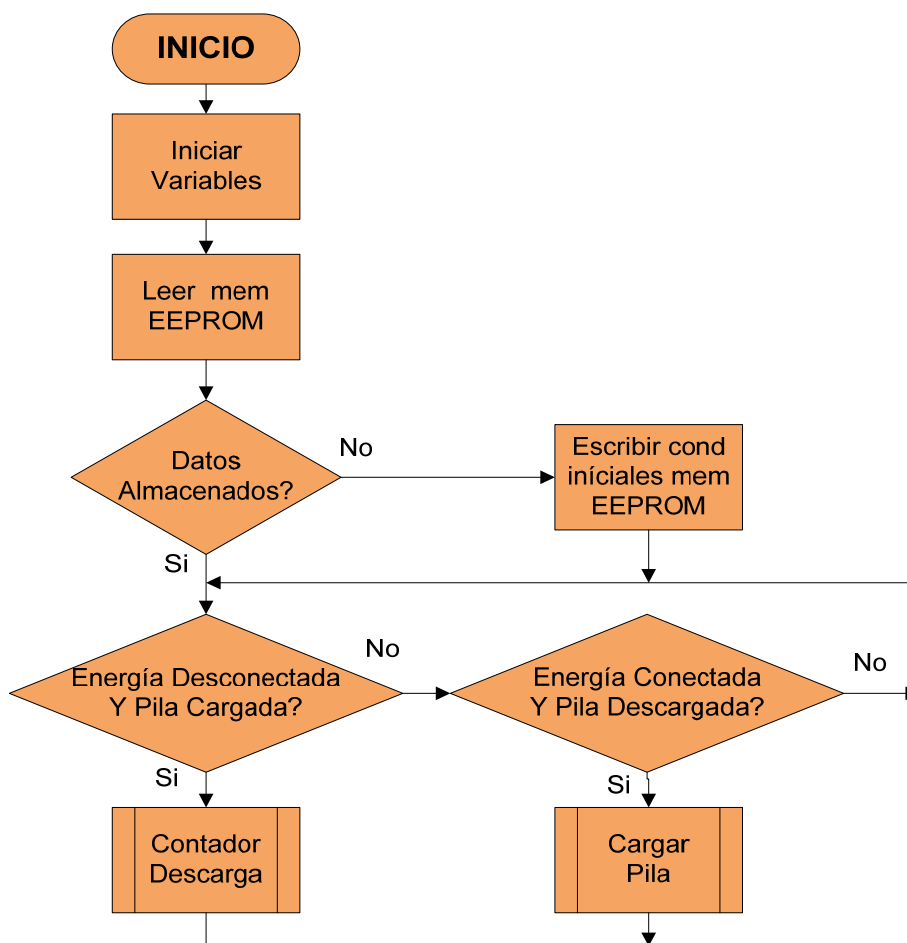 INICIO
Iniciar
Variables
Leer mem
EEPROM
Datos
Almacenados?
No
Escribir cond
iníciales mem
EEPROM
Si
Energía Desconectada
Y Pila Cargada?
No
Energía Conectada
Y Pila Descargada?
No
Si
Contador
Descarga
Si
Cargar
Pila